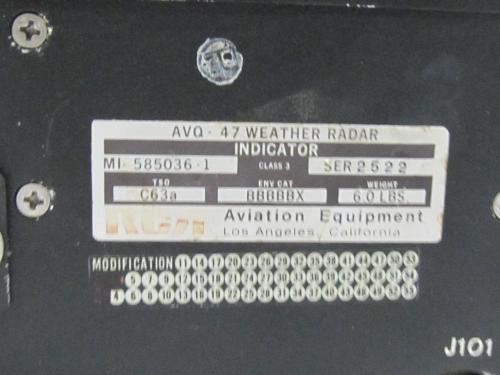 AVQ - 47 WEATHER RADAR
INDICATOR
MI- 585036-1 CLASS 3 SER 2522
TSO ENV CAT WEIGHT
C63a BBBBBX 6.0 LBS.
RCA Aviation Equipment
Los Angeles, California
MODIFICATION
J101